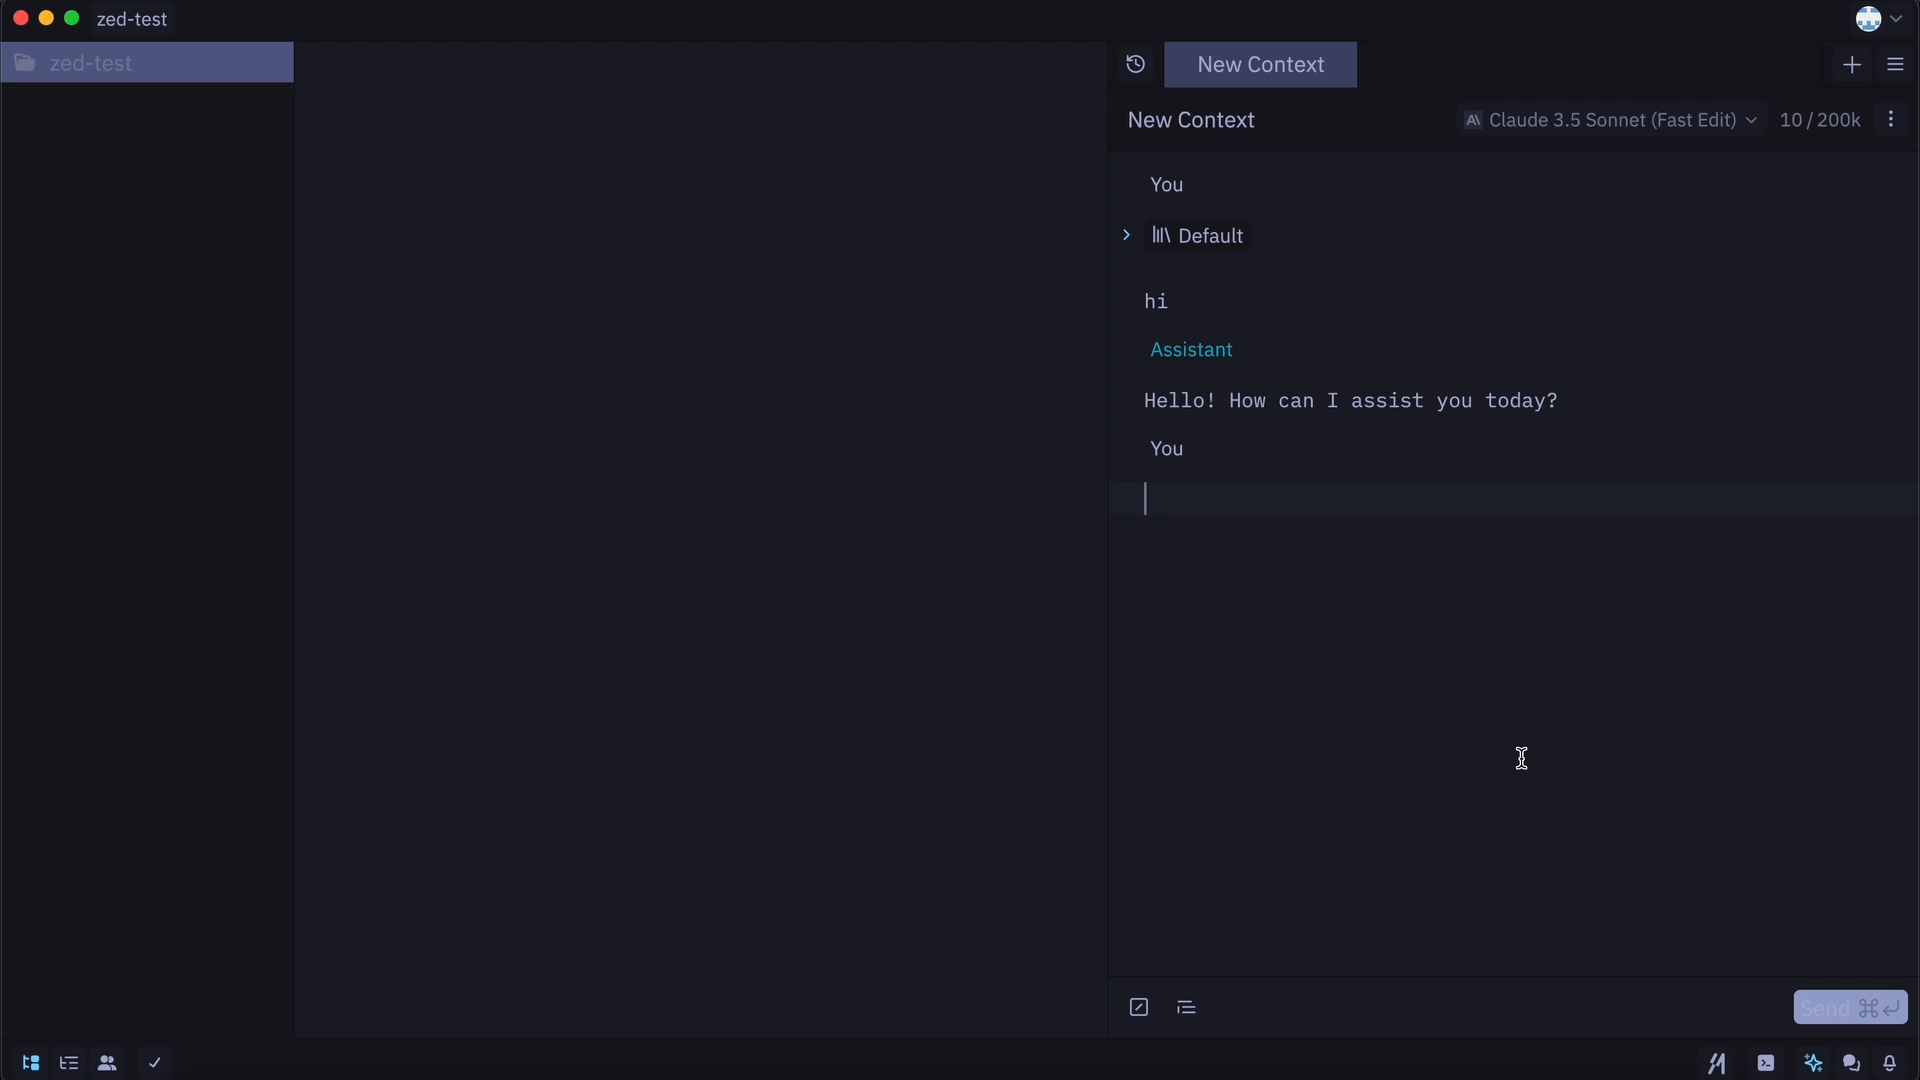 zed-test
zed-test
New Context
New Context
Claude 3.5 Sonnet (Fast Edit)
10 / 200k
You
Default
hi
Assistant
Hello! How can I assist you today?
You
Send ⌘↵